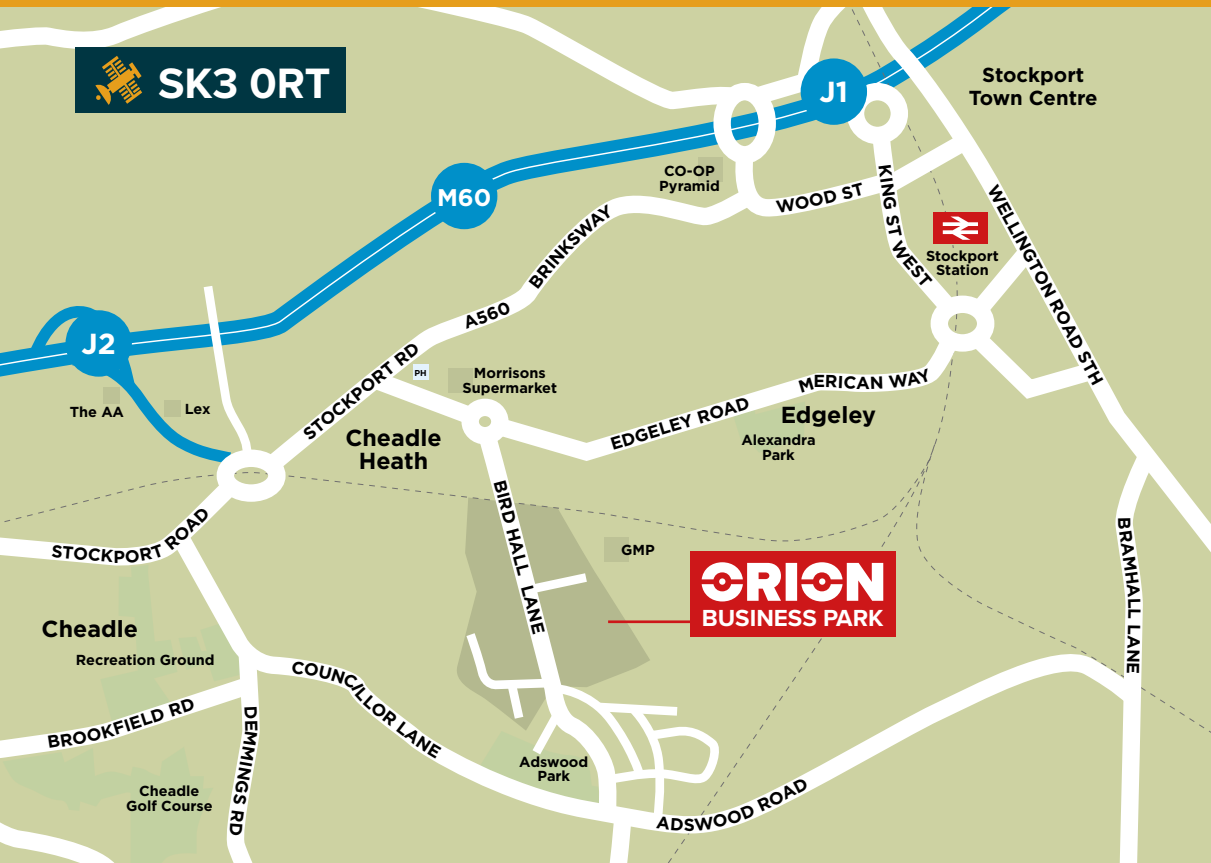 SK3 0RT
J1
Stockport
Town Centre
CO-OP
Pyramid
M60
WOOD ST
KING ST WEST
WELLINGTON ROAD STH
BRINKSWAY
Stockport
Station
A560
J2
STOCKPORT RD
PH
Morrisons
Supermarket
MERICAN WAY
The AA
Lex
EDGELEY ROAD
Edgeley
Alexandra
Park
Cheadle
Heath
BIRD HALL LANE
STOCKPORT ROAD
GMP
ORION
BUSINESS PARK
BRAMHALL LANE
Cheadle
Recreation Ground
COUNC/LLOR LANE
BROOKFIELD RD
DEMMINGS RD
Adswood
Park
Cheadle
Golf Course
ADSWOOD ROAD